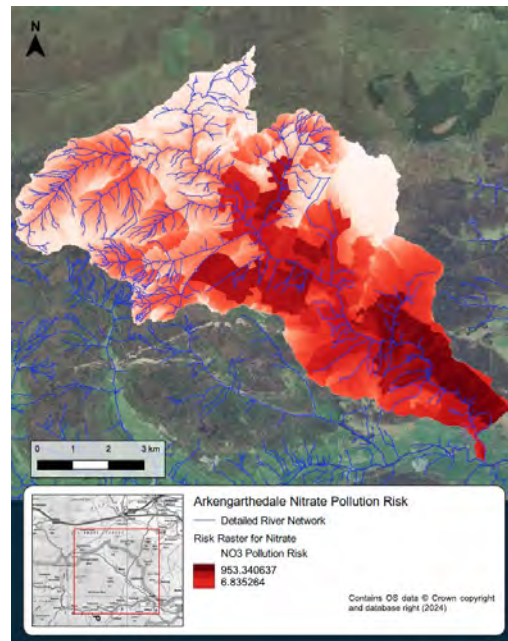 N
0 1 2 3 km
Arkengarthedale Nitrate Pollution Risk
Detailed River Network
Risk Raster for Nitrate
NO3 Pollution Risk
953.340637
6.835264
Contains OS data © Crown copyright
and database right (2024)